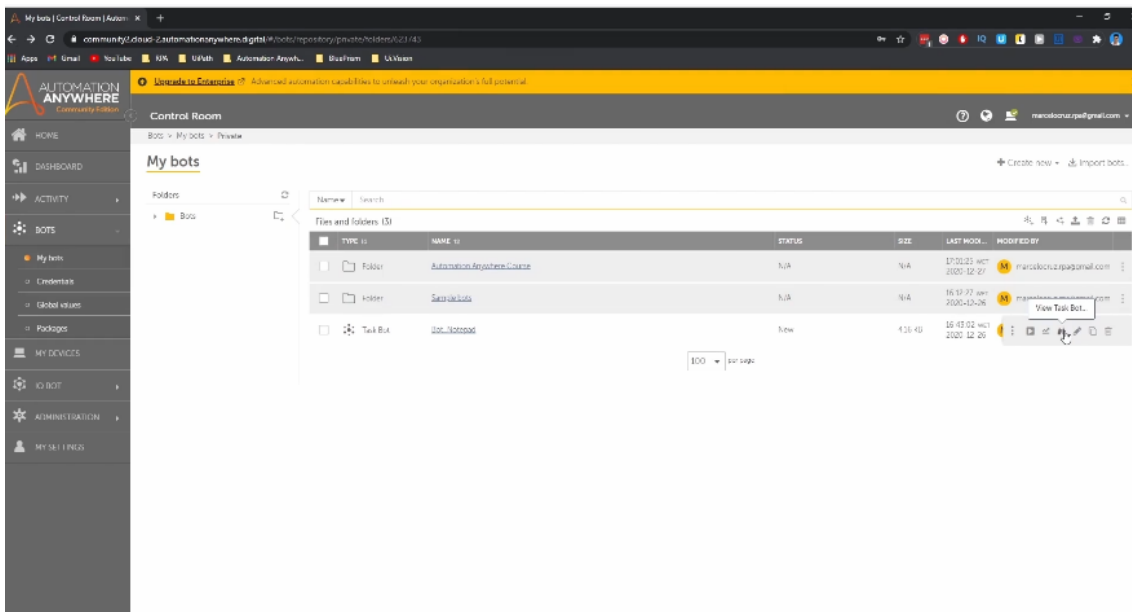 My bots | Control Room | Autom
community2.cloud-2.automationanywhere.digital/#/bots/repository/private/folders/623743
Apps Gmail YouTube RPA UiPath Automation Anywh... BluePrism UiVision
AUTOMATION
ANYWHERE
Community Edition
Upgrade to Enterprise Advanced automation capabilities to unleash your organization's full potential
Control Room
marcelocruz.rpa@gmail.com
HOME
DASHBOARD
ACTIVITY
BOTS
My bots
Credentials
Global values
Packages
MY DEVICES
IQ BOT
ADMINISTRATION
MY SETTINGS
Bots > My bots > Private
My bots
Create new
Import bots...
Folders
Bots
Name Search
Files and folders (3)
TYPE NAME STATUS SIZE LAST MODI... MODIFIED BY
Folder Automation Anywhere Course N/A N/A 17:01:25 WET 2020-12-27 marcelocruz.rpa@gmail.com
Folder Sample bots N/A N/A 2020-12-26
View Task Bot...
Task Bot Bot_Notepad New 4.16 KB 16:43:02 WET 2020-12-26
100 per page